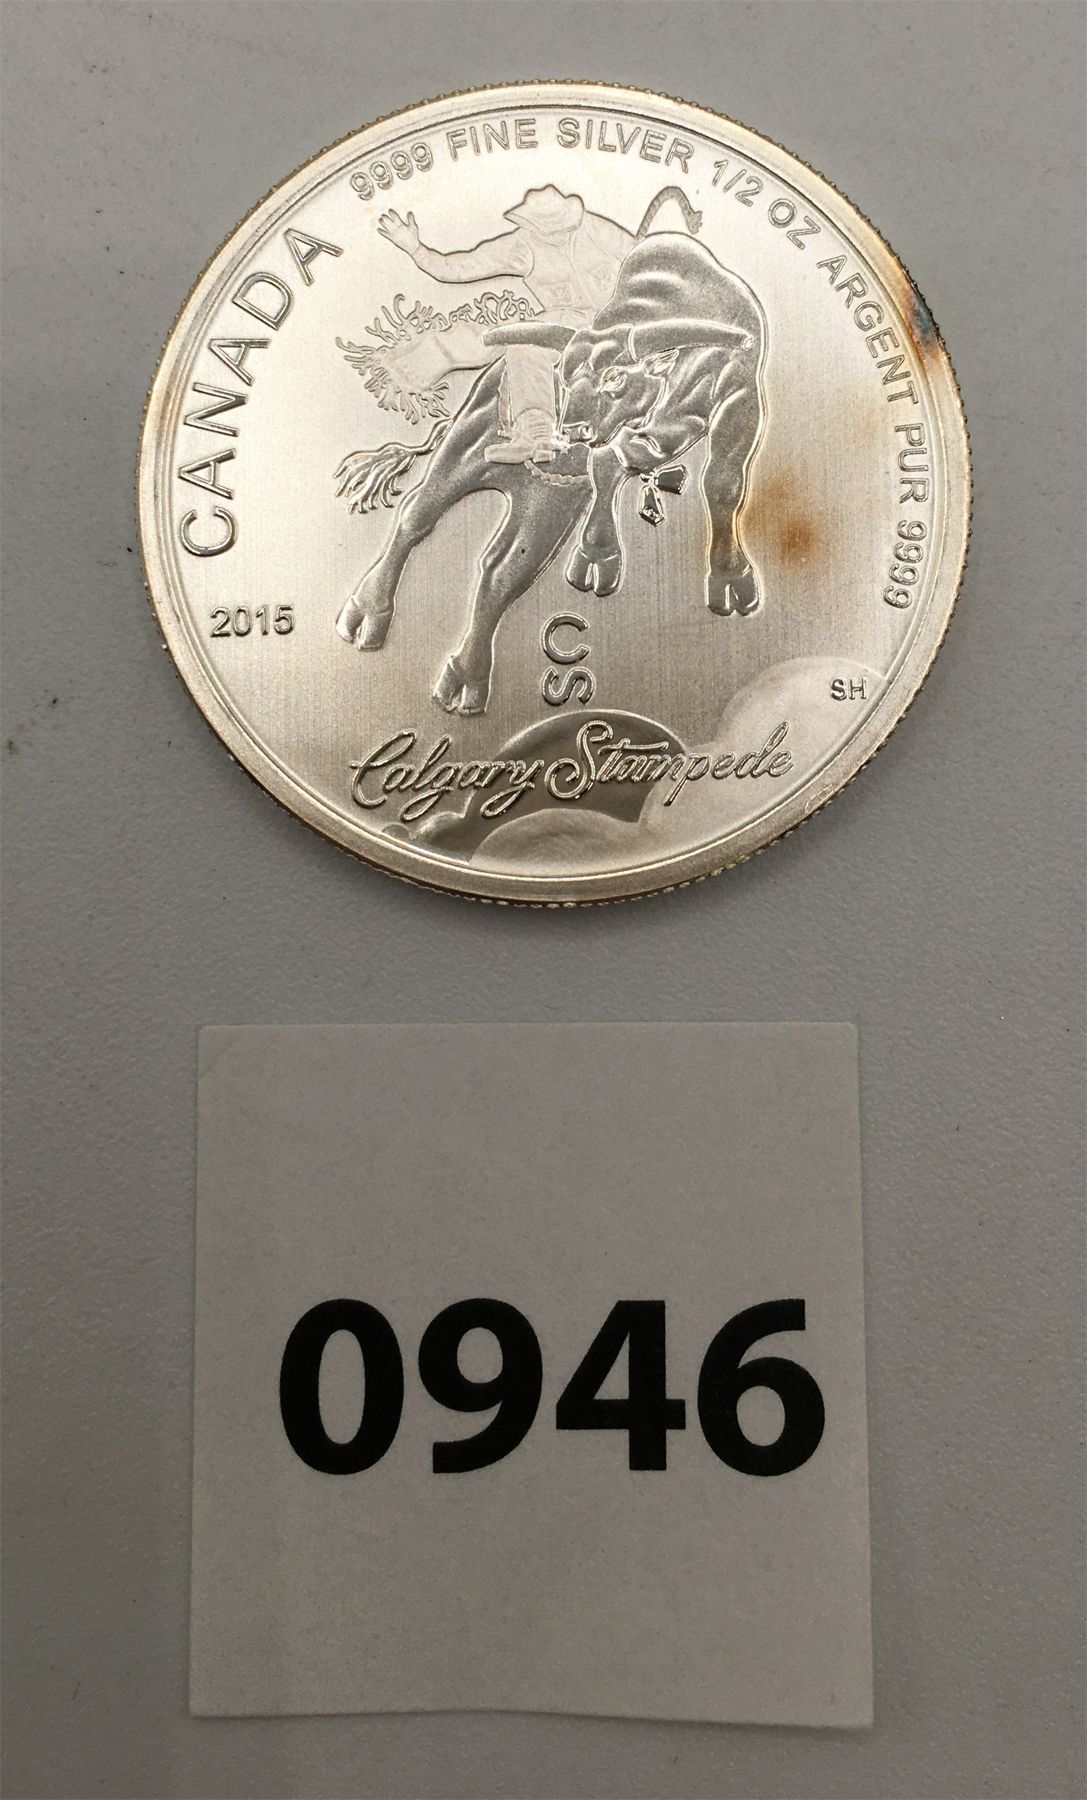 9999 FINE SILVER 1/2 OZ ARGENT PUR 9999
CANADA
2015
CS
SH
Calgary Stampede
0946